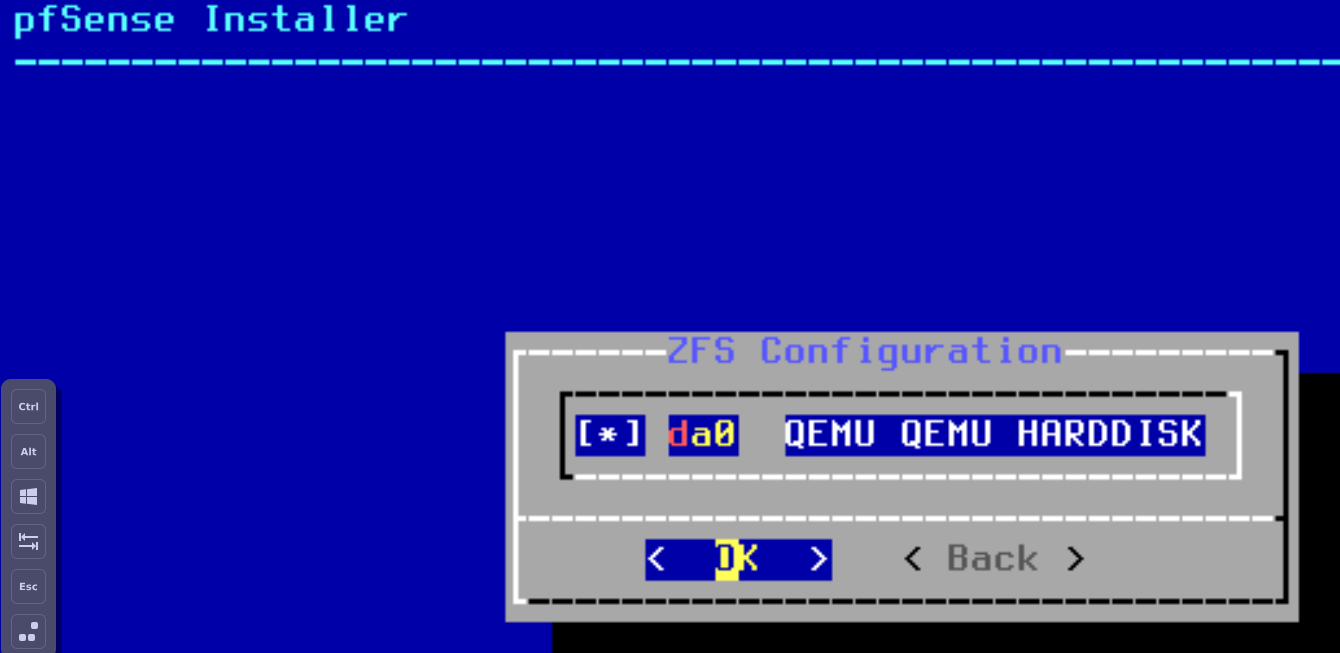 pfSense Installer
ZFS Configuration
[*] da0 QEMU QEMU HARDDISK
< OK > < Back >
Ctrl
Alt
Esc